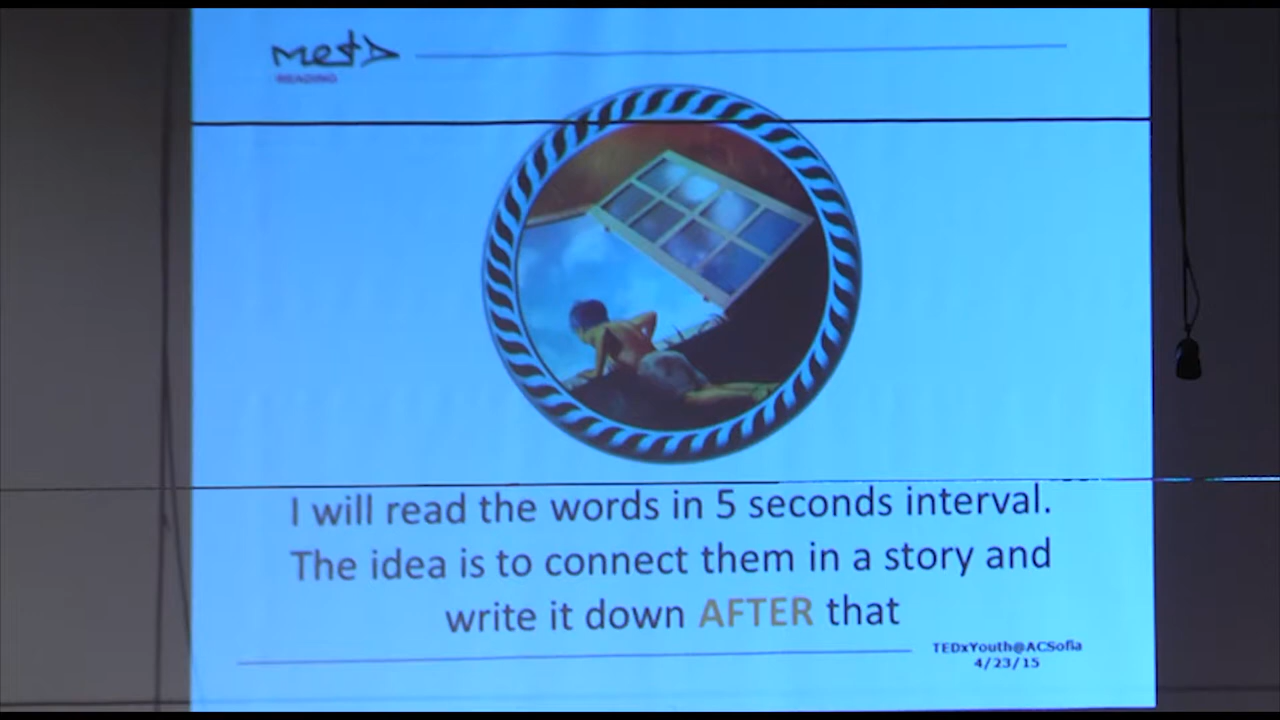 meta
READING
I will read the words in 5 seconds interval.
The idea is to connect them in a story and
write it down AFTER that
TEDxYouth@ACSofia
4/23/15